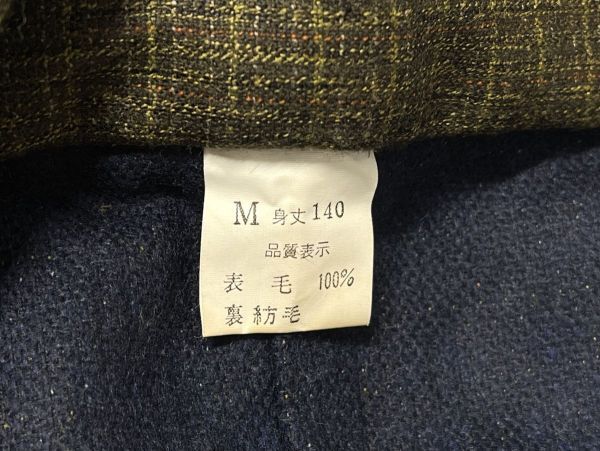 M 身丈 140
品質表示
表 毛 100%
裏 紡毛